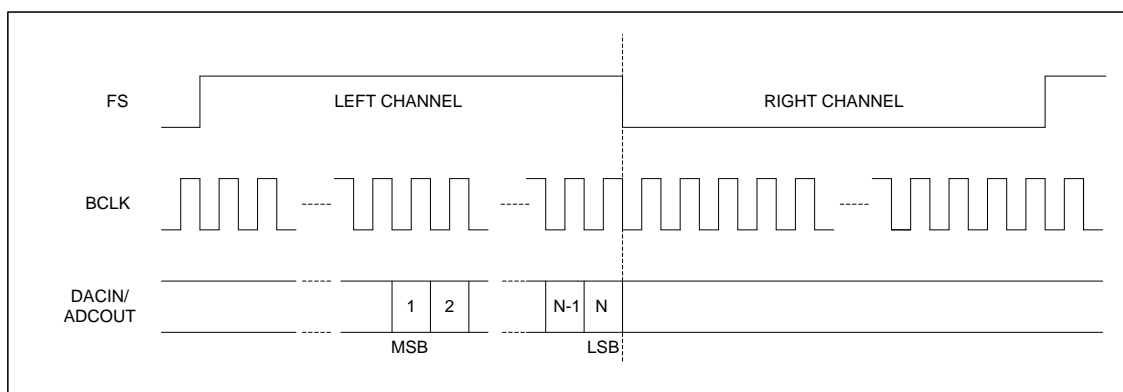 FS
LEFT CHANNEL
RIGHT CHANNEL
BCLK
DACIN/
ADCOUT
1
2
N-1
N
MSB
LSB